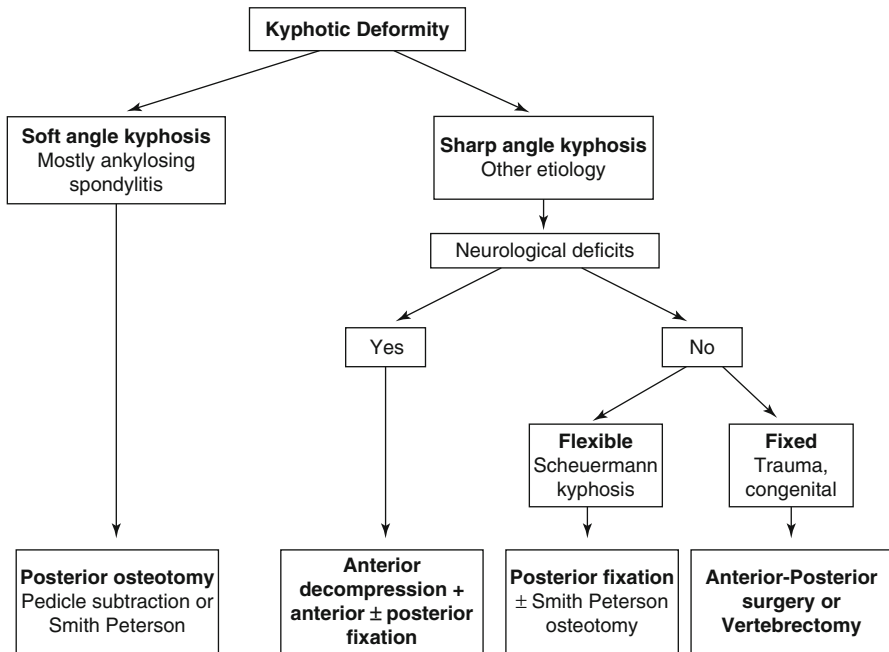 Kyphotic Deformity
Soft angle kyphosis
Mostly ankylosing
spondylitis
Sharp angle kyphosis
Other etiology
Neurological deficits
Yes
No
Flexible
Scheuermann
kyphosis
Fixed
Trauma,
congenital
Posterior osteotomy
Pedicle subtraction or
Smith Peterson
Anterior
decompression +
anterior ± posterior
fixation
Posterior fixation
± Smith Peterson
osteotomy
Anterior-Posterior
surgery or
Vertebrectomy